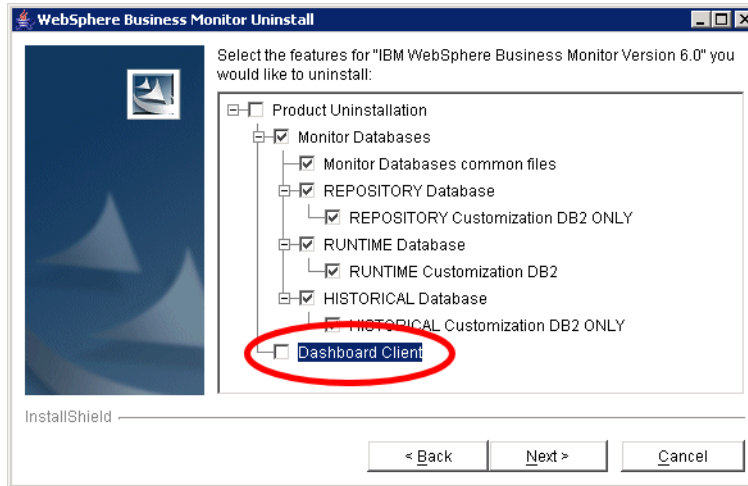 WebSphere Business Monitor Uninstall
Select the features for "IBM WebSphere Business Monitor Version 6.0" you
would like to uninstall:
Product Uninstallation
Monitor Databases
Monitor Databases common files
REPOSITORY Database
REPOSITORY Customization DB2 ONLY
RUNTIME Database
RUNTIME Customization DB2
HISTORICAL Database
HISTORICAL Customization DB2 ONLY
Dashboard Client
InstallShield
< Back
Next >
Cancel